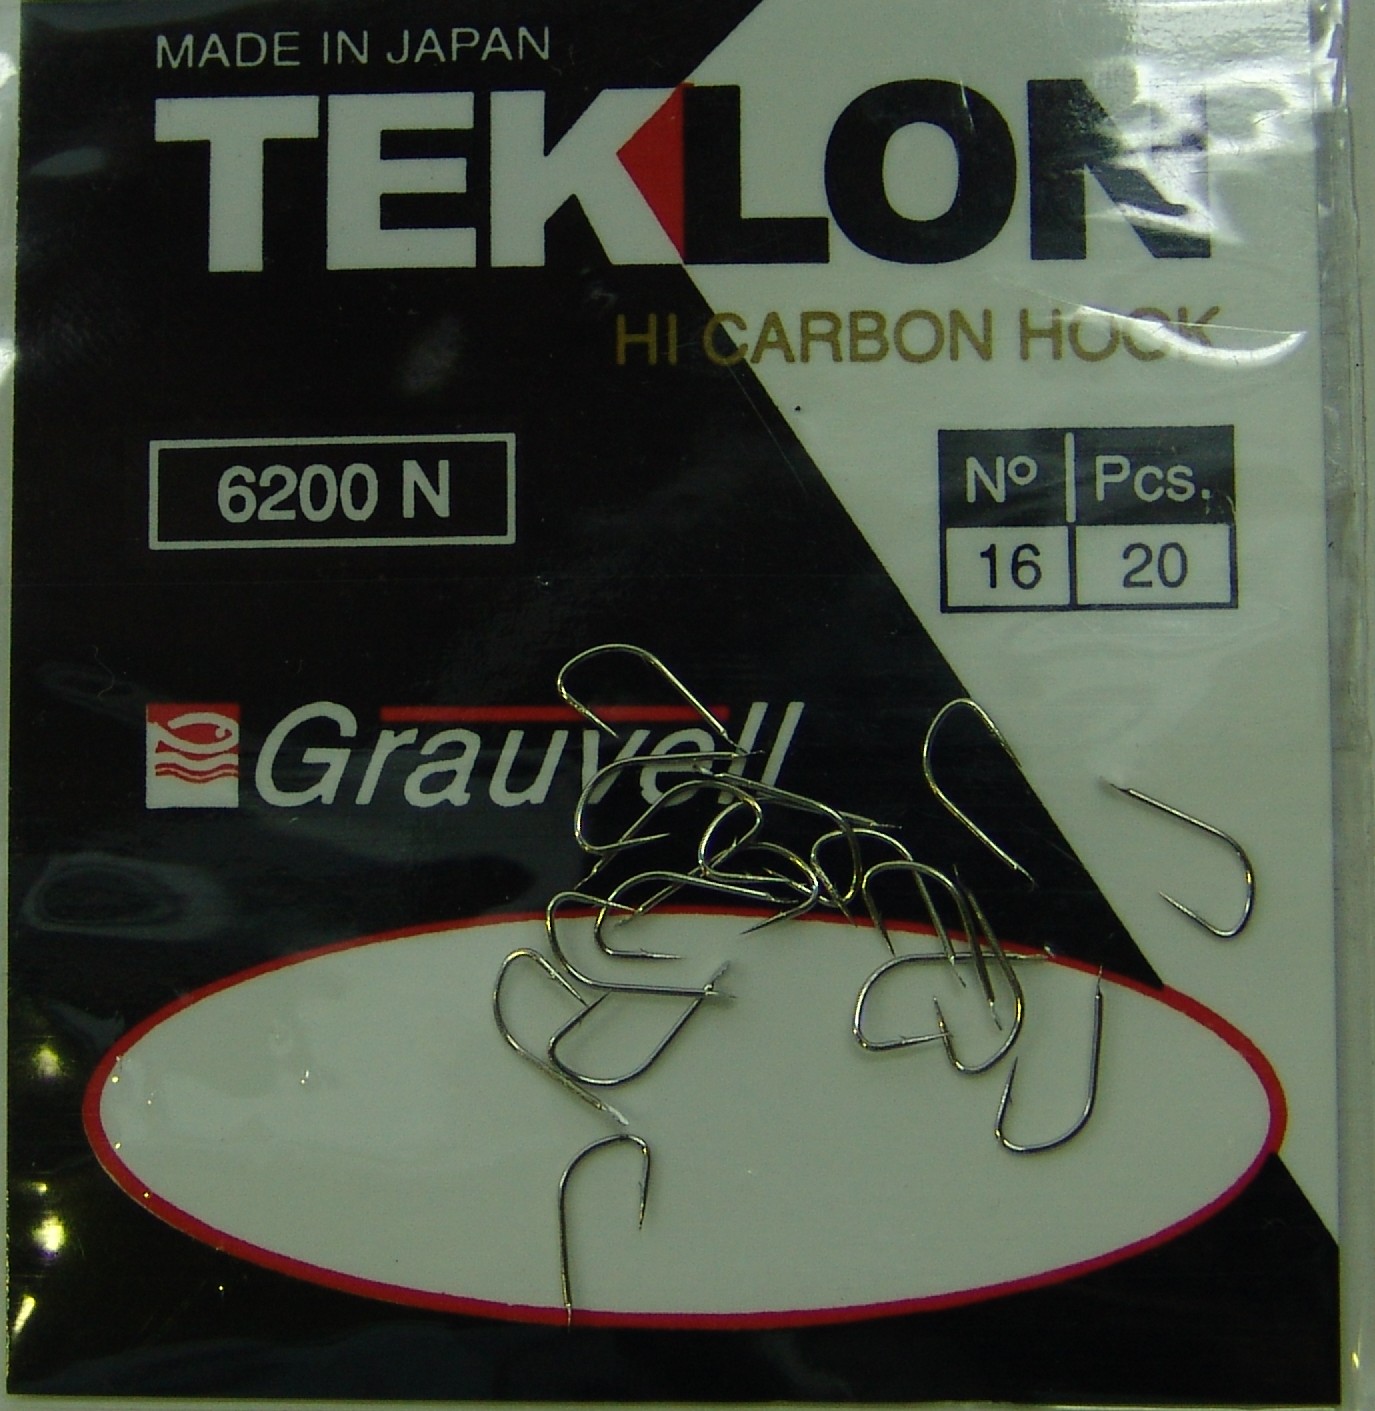 MADE IN JAPAN
TEKLON
HI CARBON HOOK
6200 N
Nº Pcs.
16 20
Grauvell